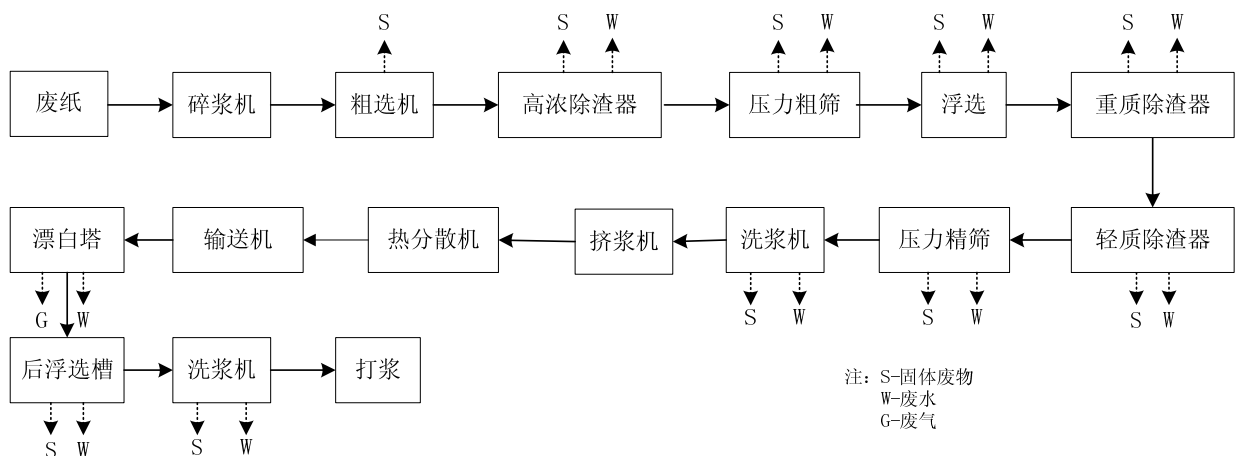 S S W S W S W S W
废纸 碎浆机 粗选机 高浓除渣器 压力粗筛 浮选 重质除渣器
漂白塔 输送机 热分散机 挤浆机 洗浆机 压力精筛 轻质除渣器
G W S W S W S W
后浮选槽 洗浆机 打浆
注: S-固体废物
W-废水
G-废气
S W S W